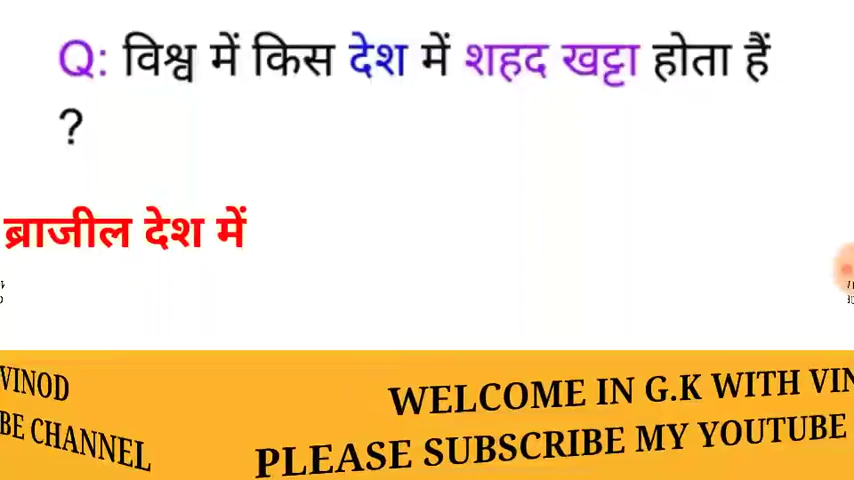 Q: विश्व में किस देश में शहद खट्टा होता हैं
?
ब्राजील देश में
VINOD
BE CHANNEL
WELCOME IN G.K WITH VIN
PLEASE SUBSCRIBE MY YOUTUBE